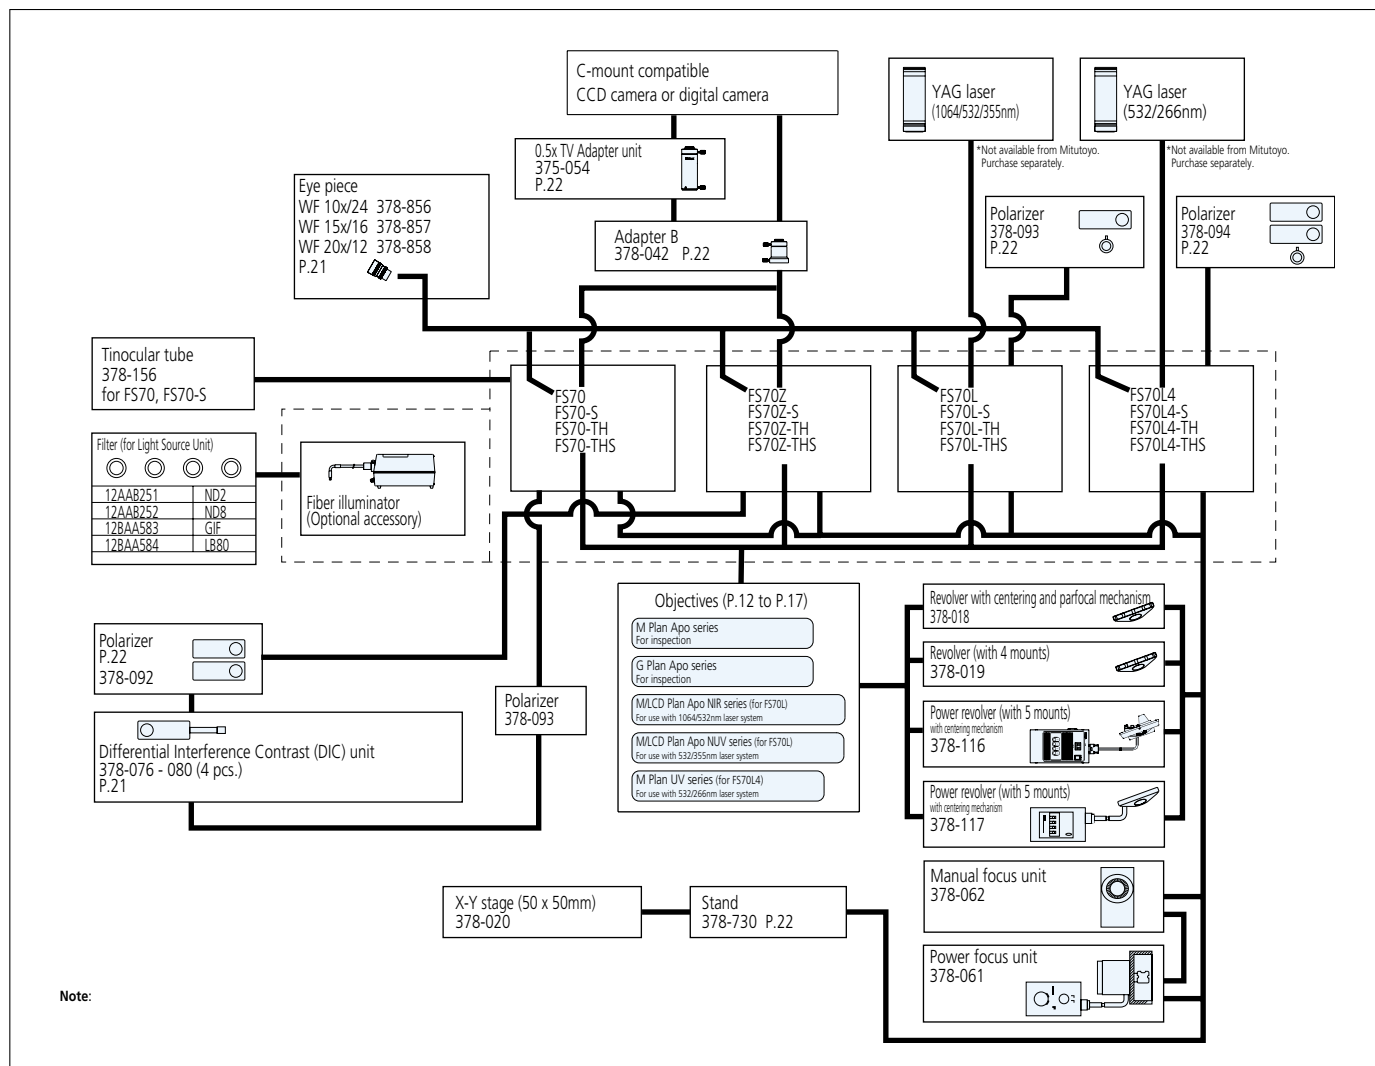 C-mount compatible
CCD camera or digital camera
YAG laser
(1064/532/355nm)
YAG laser
(532/266nm)
*Not available from Mitutoyo.
Purchase separately.
*Not available from Mitutoyo.
Purchase separately.
0.5x TV Adapter unit
375-054
P.22
Eye piece
WF 10x/24 378-856
WF 15x/16 378-857
WF 20x/12 378-858
P.21
Adapter B
378-042 P.22
Polarizer
378-093
P.22
Polarizer
378-094
P.22
Tinocular tube
378-156
for FS70, FS70-S
FS70
FS70-S
FS70-TH
FS70-THS
FS70Z
FS70Z-S
FS70Z-TH
FS70Z-THS
FS70L
FS70L-S
FS70L-TH
FS70L-THS
FS70L4
FS70L4-S
FS70L4-TH
FS70L4-THS
Filter (for Light Source Unit)
12AAB251 ND2
12AAB252 ND8
12BAA583 GIF
12BAA584 LB80
Fiber illuminator
(Optional accessory)
Objectives (P.12 to P.17)
M Plan Apo series
For inspection
G Plan Apo series
For inspection
M/LCD Plan Apo NIR series (for FS70L)
For use with 1064/532nm laser system
M/LCD Plan Apo NUV series (for FS70L)
For use with 532/355nm laser system
M Plan UV series (for FS70L4)
For use with 532/266nm laser system
Revolver with centering and parfocal mechanism
378-018
Revolver (with 4 mounts)
378-019
Power revolver (with 5 mounts)
with centering mechanism
378-116
Power revolver (with 5 mounts)
with centering mechanism
378-117
Polarizer
P.22
378-092
Polarizer
378-093
Differential Interference Contrast (DIC) unit
378-076 - 080 (4 pcs.)
P.21
Manual focus unit
378-062
X-Y stage (50 x 50mm)
378-020
Stand
378-730 P.22
Power focus unit
378-061
Note: